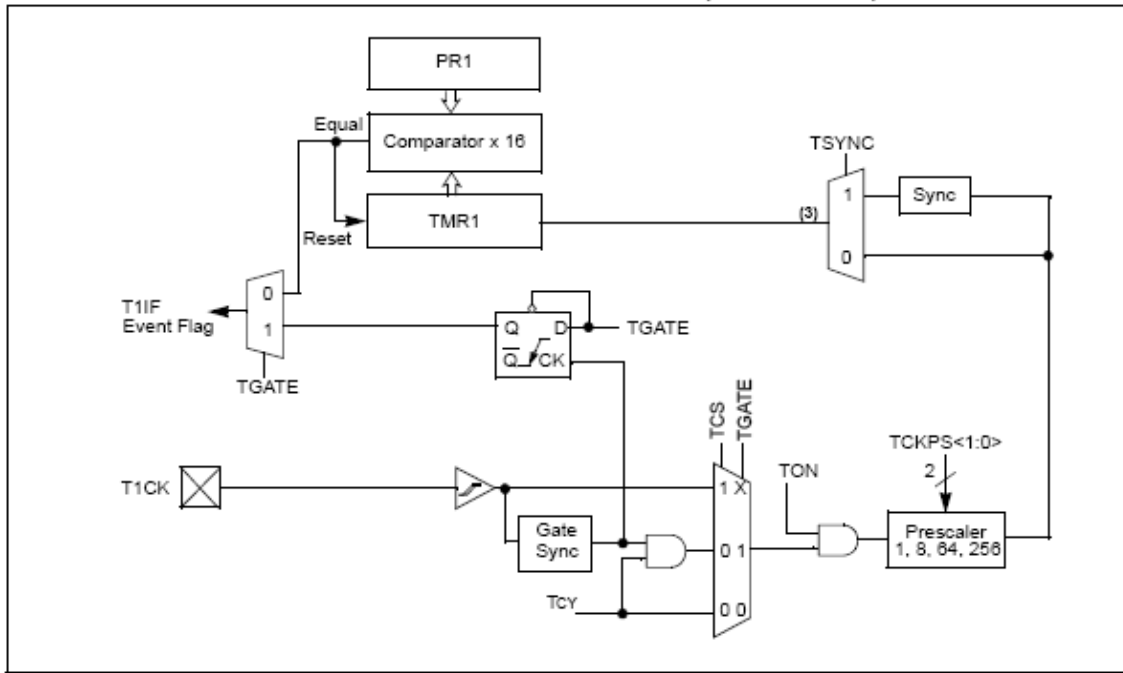 PR1
Equal
Comparator x 16
TSYNC
1
Sync
(3)
TMR1
Reset
0
0
T1IF
Event Flag
1
Q
D
TGATE
Q
CK
TGATE
TCS
TGATE
TCKPS<1:0>
2
TON
T1CK
1 X
Gate
Sync
0 1
Prescaler
1, 8, 64, 256
TCY
0 0